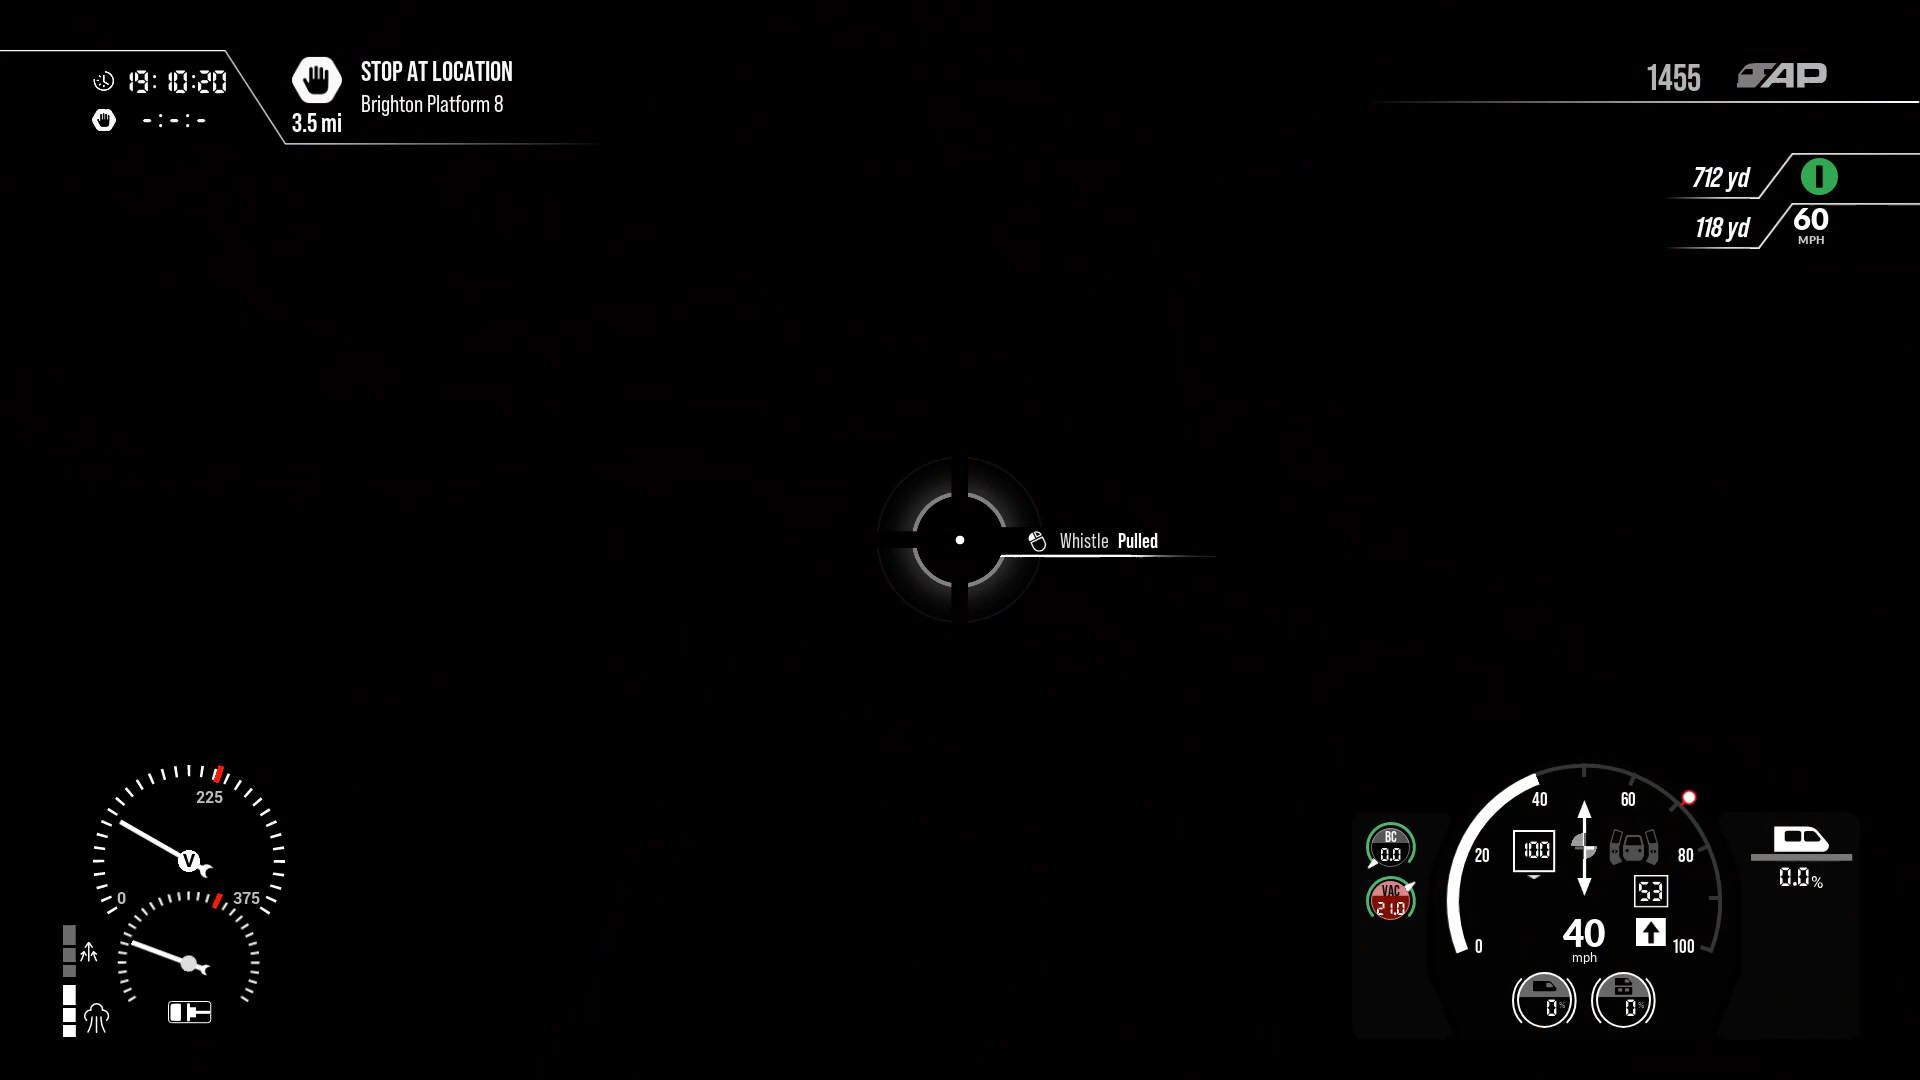 19:10:20
-:-:-
STOP AT LOCATION
Brighton Platform 8
3.5 mi
1455 AP
712 yd
118 yd 60
MPH
Whistle Pulled
225
V
0 375
BC
0.0
VAC
21.0
0 20 40 60 80 100
100
53
40
mph
0% 0%
0.0%